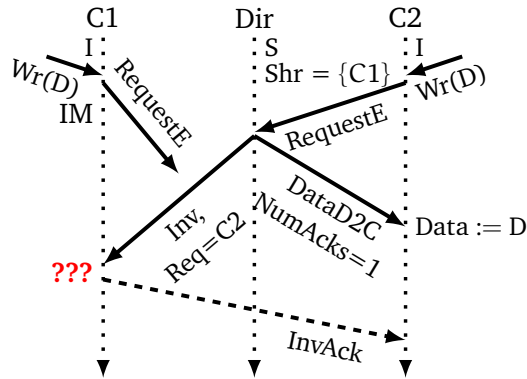 C1 Dir C2
I S I
Wr(D) RequestE Shr = {C1} Wr(D)
IM RequestE
Inv, DataD2C
Req=C2 NumAcks=1 Data := D
???
InvAck